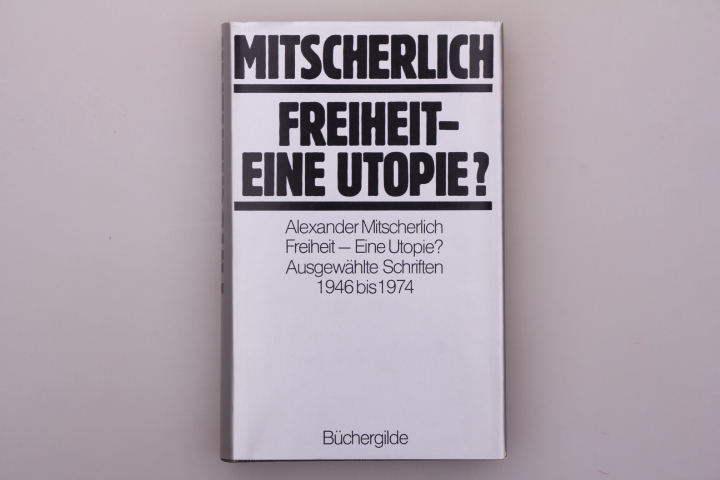 MITSCHERLICH
FREIHEIT–
EINE UTOPIE?
Alexander Mitscherlich
Freiheit – Eine Utopie?
Ausgewählte Schriften
1946 bis 1974
Büchergilde